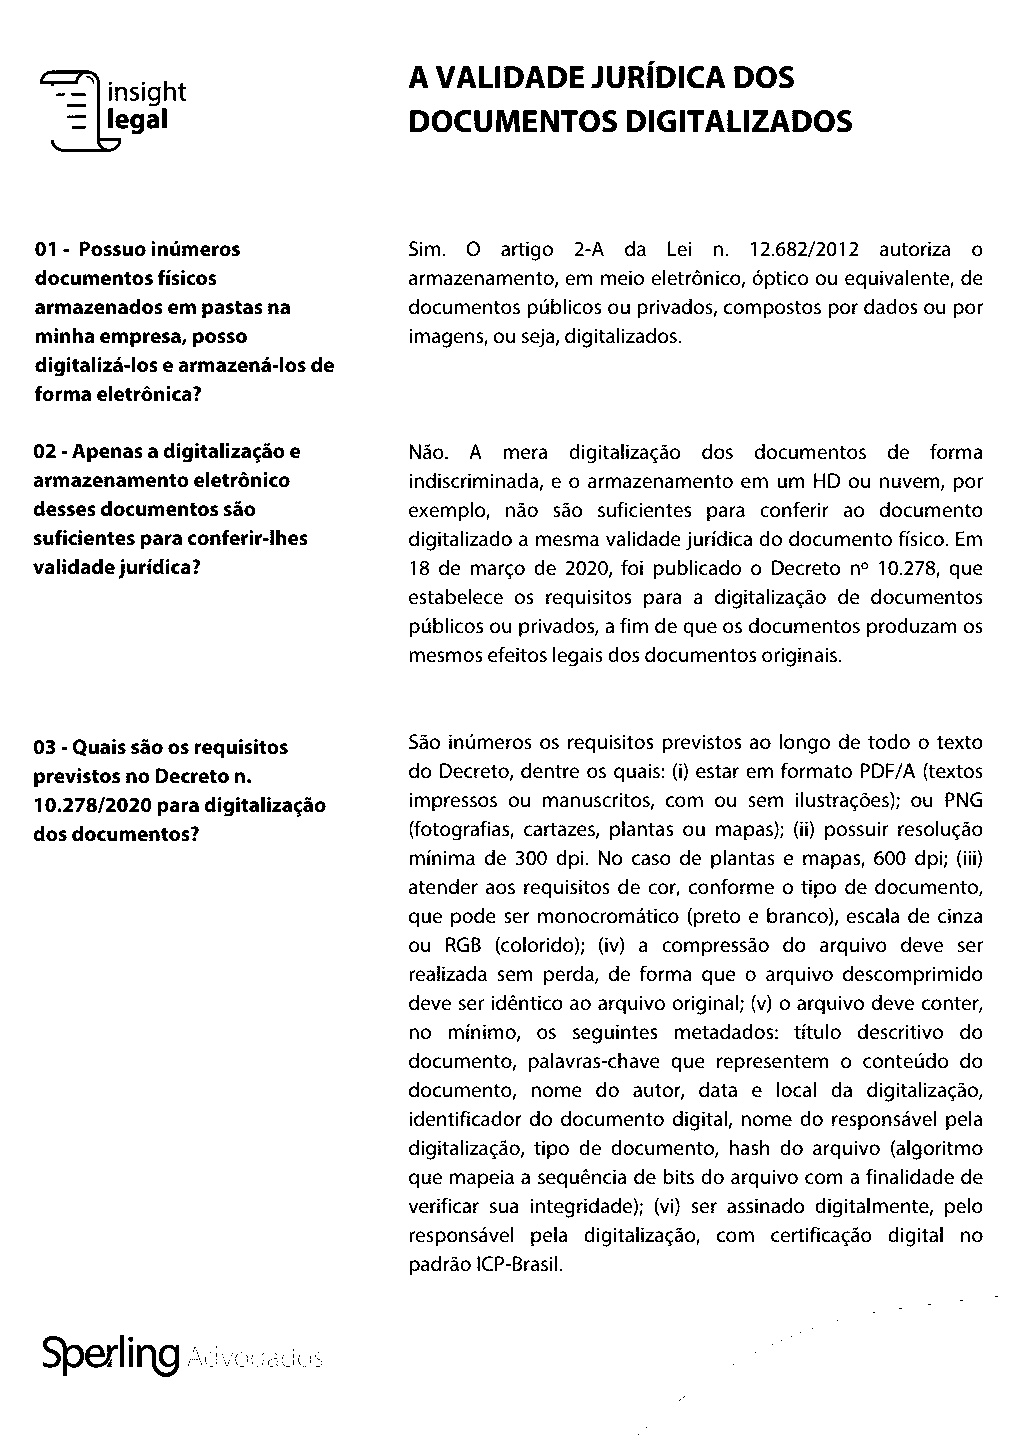 insight
legal
A VALIDADE JURÍDICA DOS
DOCUMENTOS DIGITALIZADOS
01 - Possuo inúmeros
documentos físicos
armazenados em pastas na
minha empresa, posso
digitalizá-los e armazená-los de
forma eletrônica?
Sim. O artigo 2-A da Lei n. 12.682/2012 autoriza o
armazenamento, em meio eletrônico, óptico ou equivalente, de
documentos públicos ou privados, compostos por dados ou por
imagens, ou seja, digitalizados.
02 - Apenas a digitalização e
armazenamento eletrônico
desses documentos são
suficientes para conferir-lhes
validade jurídica?
Não. A mera digitalização dos documentos de forma
indiscriminada, e o armazenamento em um HD ou nuvem, por
exemplo, não são suficientes para conferir ao documento
digitalizado a mesma validade jurídica do documento físico. Em
18 de março de 2020, foi publicado o Decreto nº 10.278, que
estabelece os requisitos para a digitalização de documentos
públicos ou privados, a fim de que os documentos produzam os
mesmos efeitos legais dos documentos originais.
03 - Quais são os requisitos
previstos no Decreto n.
10.278/2020 para digitalização
dos documentos?
São inúmeros os requisitos previstos ao longo de todo o texto
do Decreto, dentre os quais: (i) estar em formato PDF/A (textos
impressos ou manuscritos, com ou sem ilustrações); ou PNG
(fotografias, cartazes, plantas ou mapas); (ii) possuir resolução
mínima de 300 dpi. No caso de plantas e mapas, 600 dpi; (iii)
atender aos requisitos de cor, conforme o tipo de documento,
que pode ser monocromático (preto e branco), escala de cinza
ou RGB (colorido); (iv) a compressão do arquivo deve ser
realizada sem perda, de forma que o arquivo descomprimido
deve ser idêntico ao arquivo original; (v) o arquivo deve conter,
no mínimo, os seguintes metadados: título descritivo do
documento, palavras-chave que representem o conteúdo do
documento, nome do autor, data e local da digitalização,
identificador do documento digital, nome do responsável pela
digitalização, tipo de documento, hash do arquivo (algoritmo
que mapeia a sequência de bits do arquivo com a finalidade de
verificar sua integridade); (vi) ser assinado digitalmente, pelo
responsável pela digitalização, com certificação digital no
padrão ICP-Brasil.
Sperling Advogados